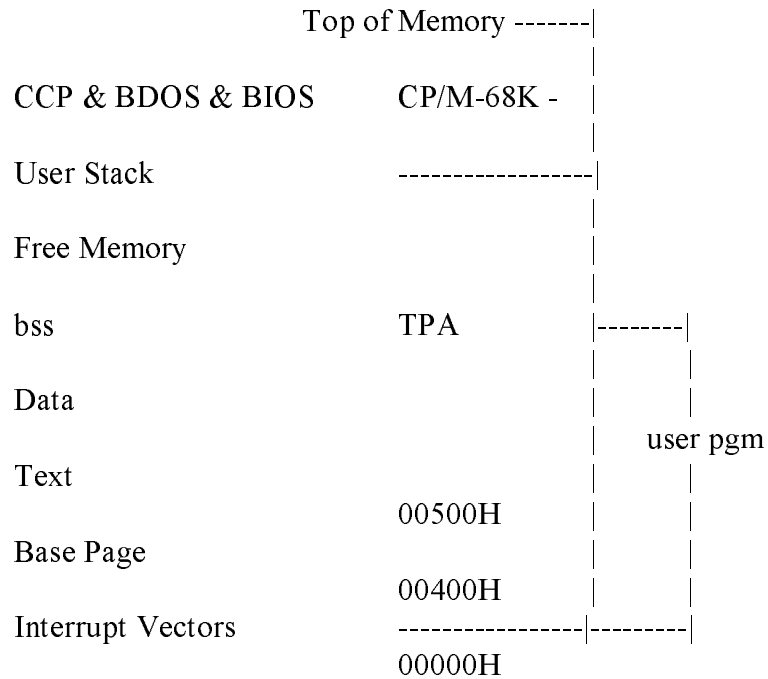 Top of Memory -------|
CCP & BDOS & BIOS CP/M-68K -
User Stack -----------------|
Free Memory
bss TPA |--------|
Data
user pgm
Text
00500H
Base Page
00400H
Interrupt Vectors ----------------|---------|
00000H